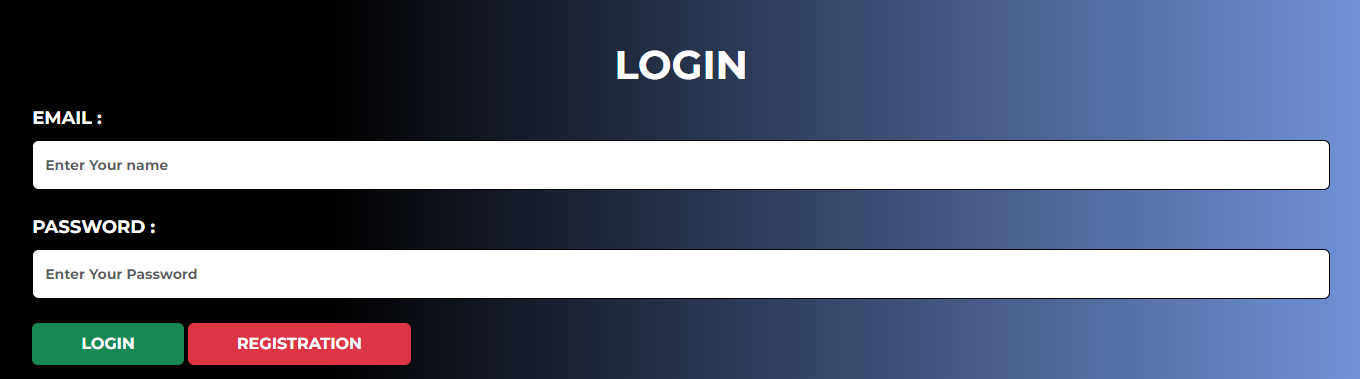 LOGIN
EMAIL :
Enter Your name
PASSWORD :
Enter Your Password
LOGIN REGISTRATION